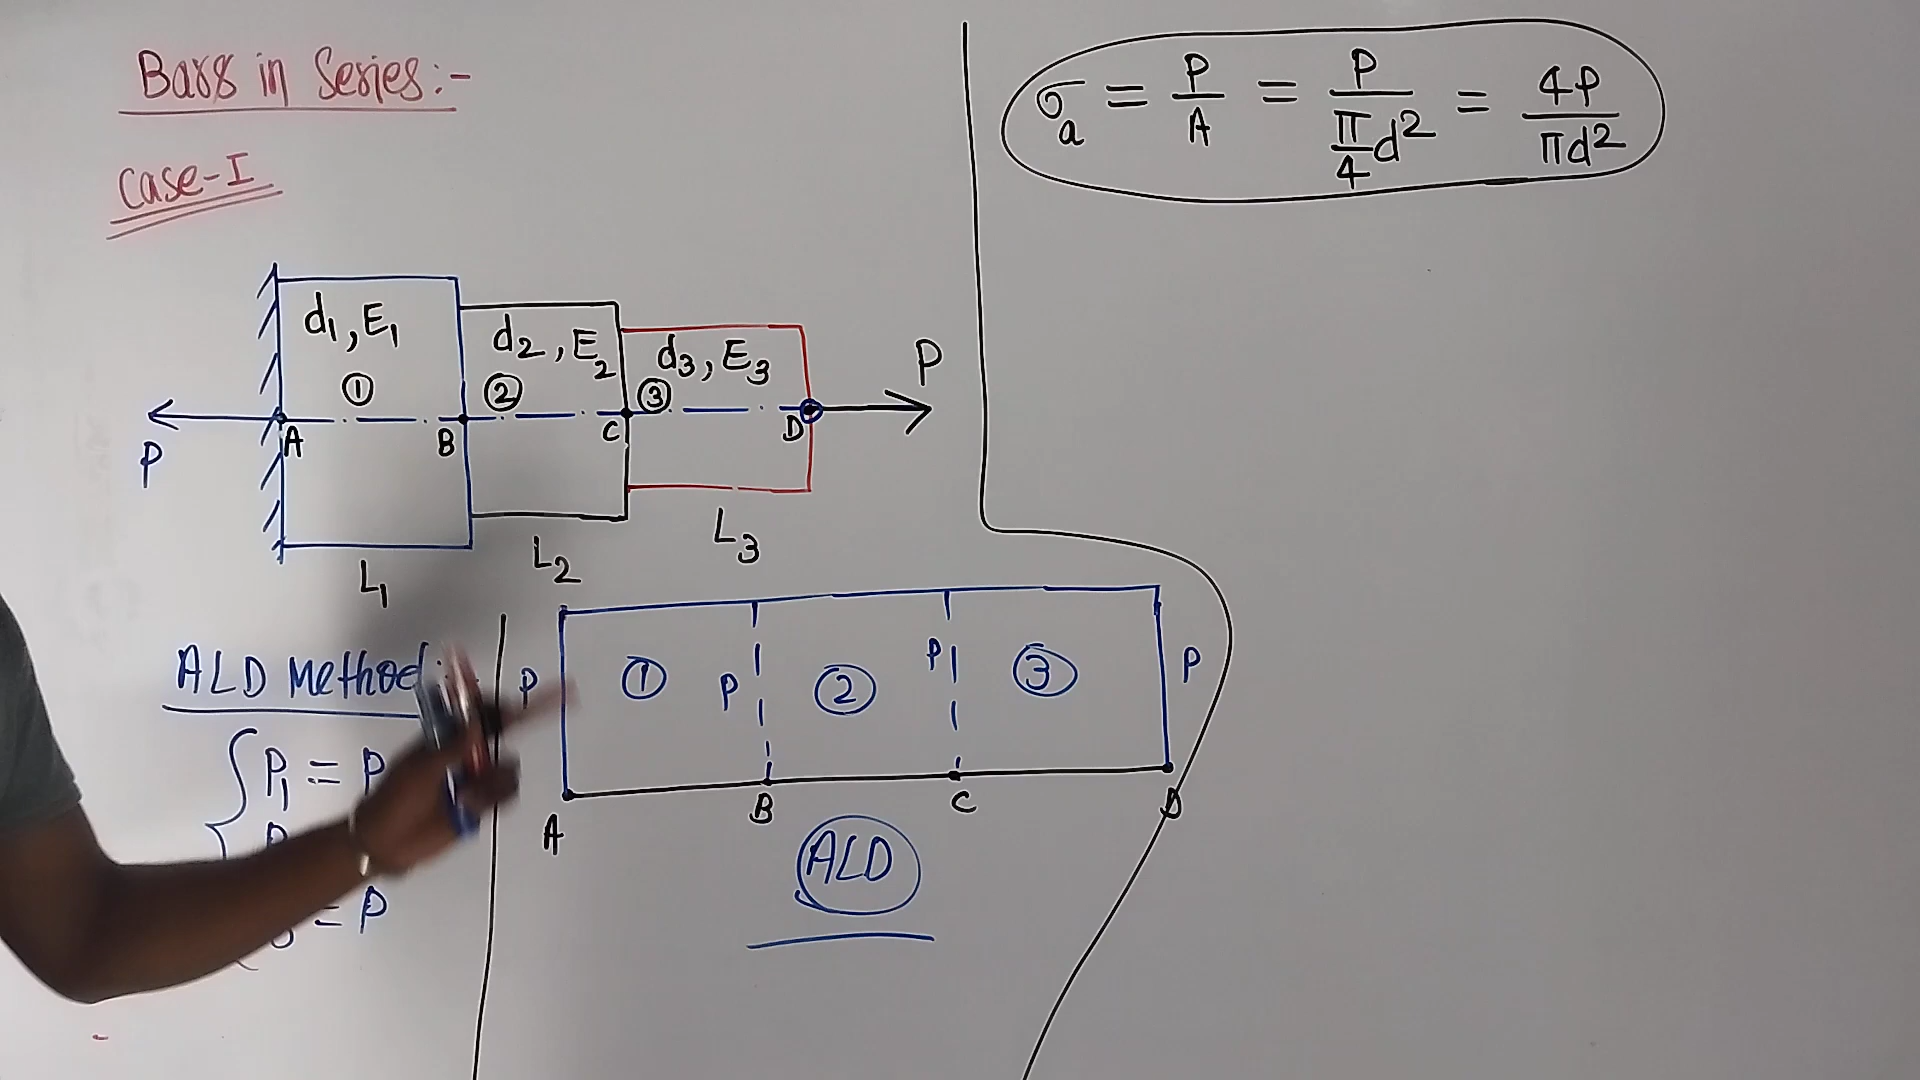 Bars in Series:-
Case-I
d₁, E₁
①
d₂, E₂
②
d₃, E₃
③
P
P
A
B
C
D
L₁
L₂
L₃
ALD Method:
P₁ = P
= P
P
①
P
②
P
③
P
A
B
C
D
ALD
σₐ = P/A = P/(π/4 d²) = 4P/πd²